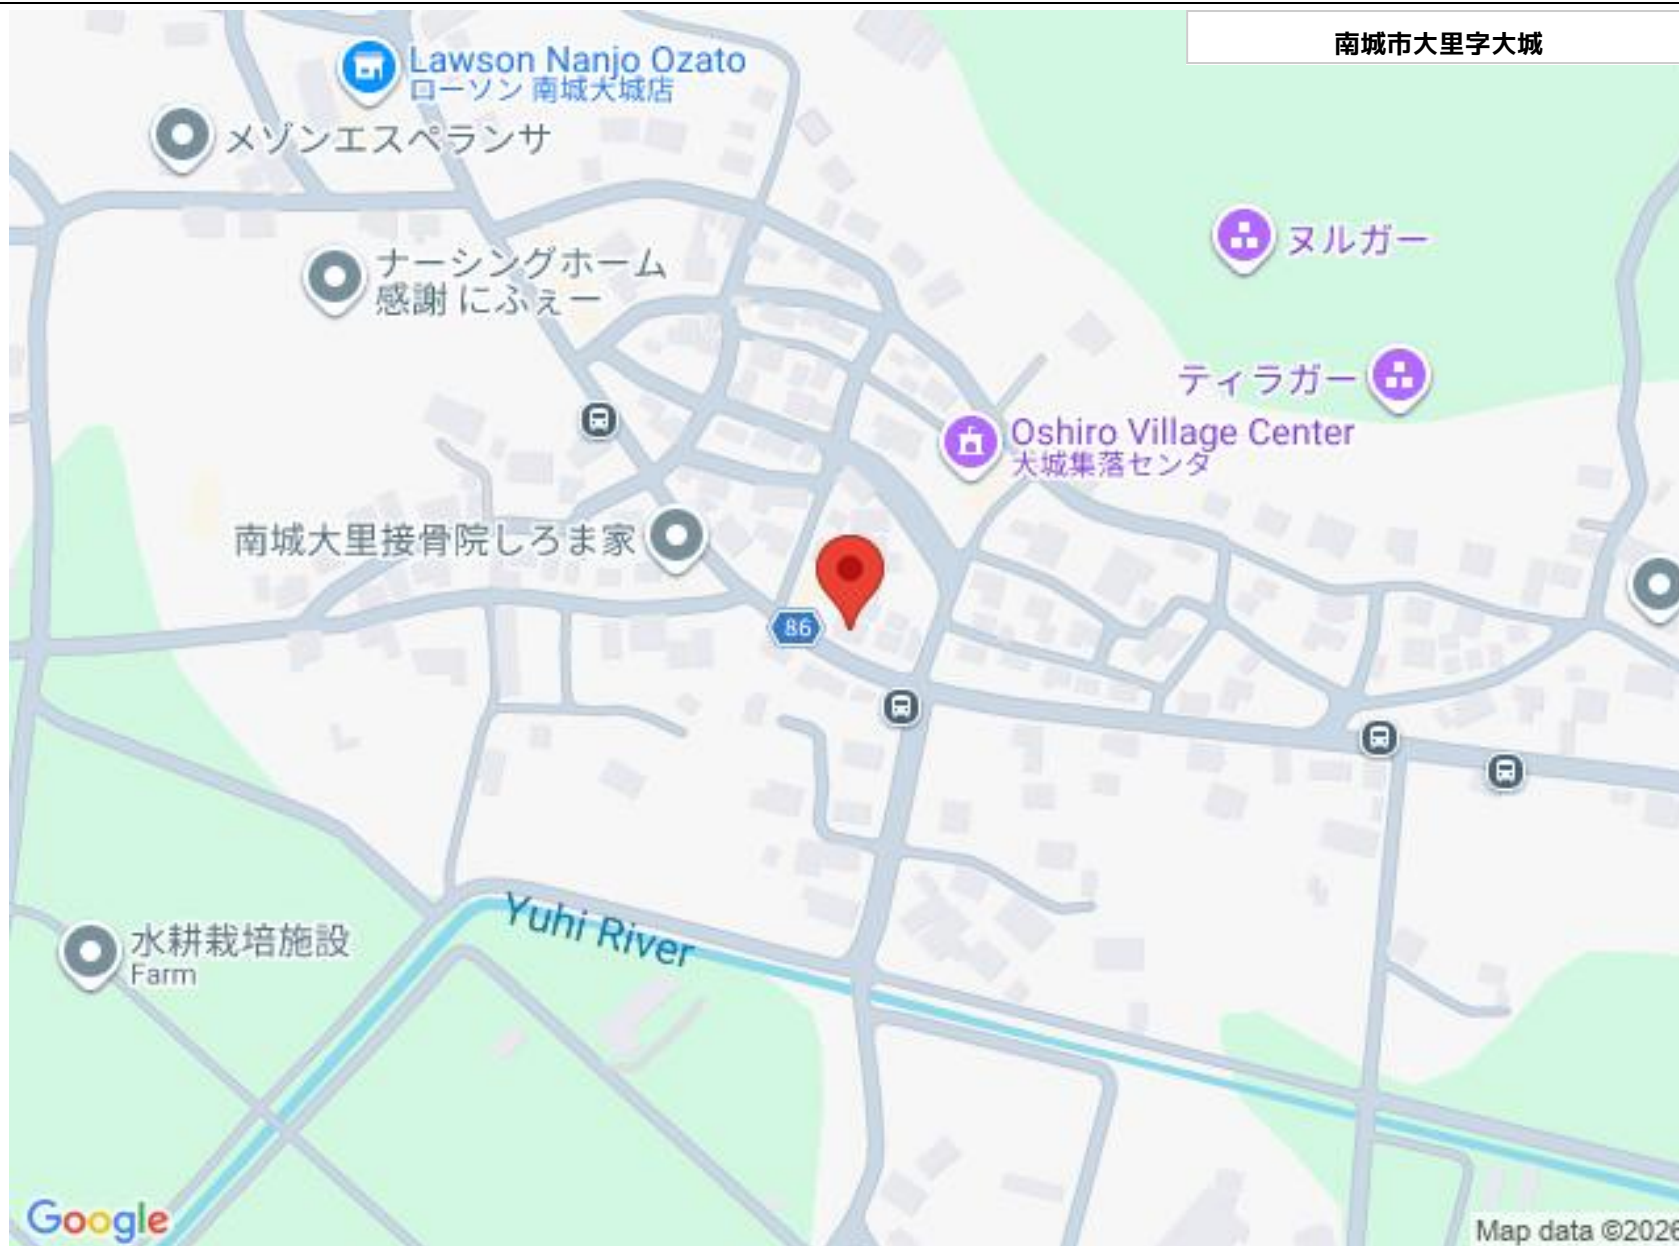 南城市大里字大城
Lawson Nanjo Ozato
ローソン 南城大城店
メゾンエスペランサ
ヌルガー
ナーシングホーム
感謝 にふぇー
ティラガー
Oshiro Village Center
大城集落センタ
南城大里接骨院しろま家
86
Yuhi River
水耕栽培施設
Farm
Google
Map data ©2026